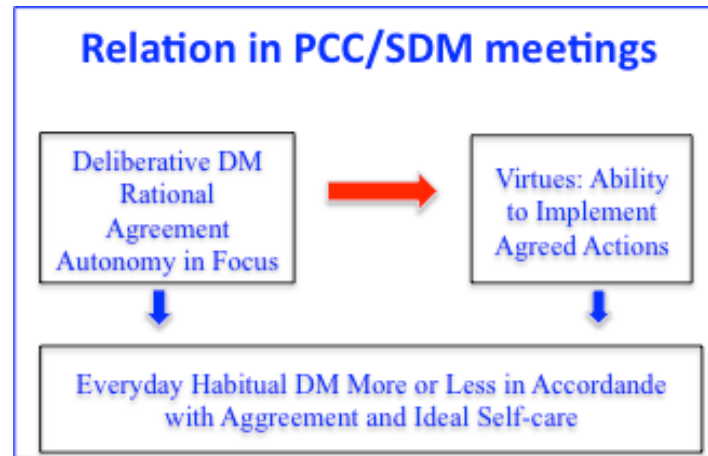 Relation in PCC/SDM meetings
Deliberative DM
Rational
Agreement
Autonomy in Focus
Virtues: Ability
to Implement
Agreed Actions
Everyday Habitual DM More or Less in Accordande
with Aggreement and Ideal Self-care